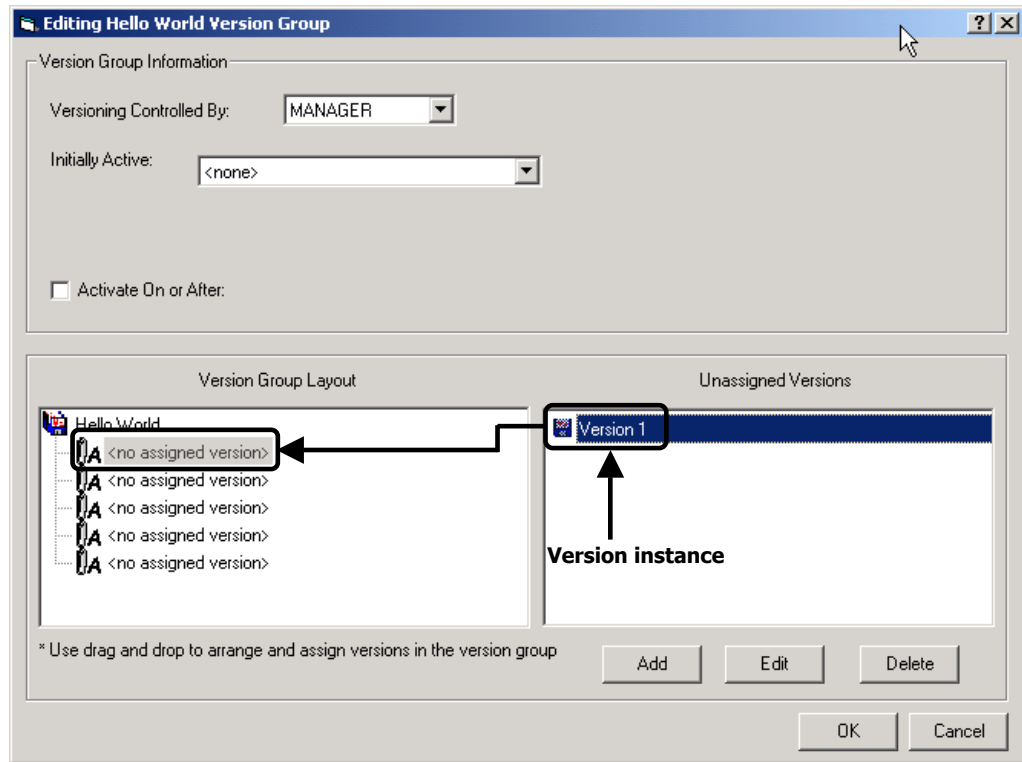 Editing Hello World Version Group
Version Group Information
Versioning Controlled By: MANAGER
Initially Active: <none>
Activate On or After:
Version Group Layout
Unassigned Versions
Hello World
<no assigned version>
<no assigned version>
<no assigned version>
<no assigned version>
<no assigned version>
Version 1
Version instance
* Use drag and drop to arrange and assign versions in the version group
Add Edit Delete
OK Cancel